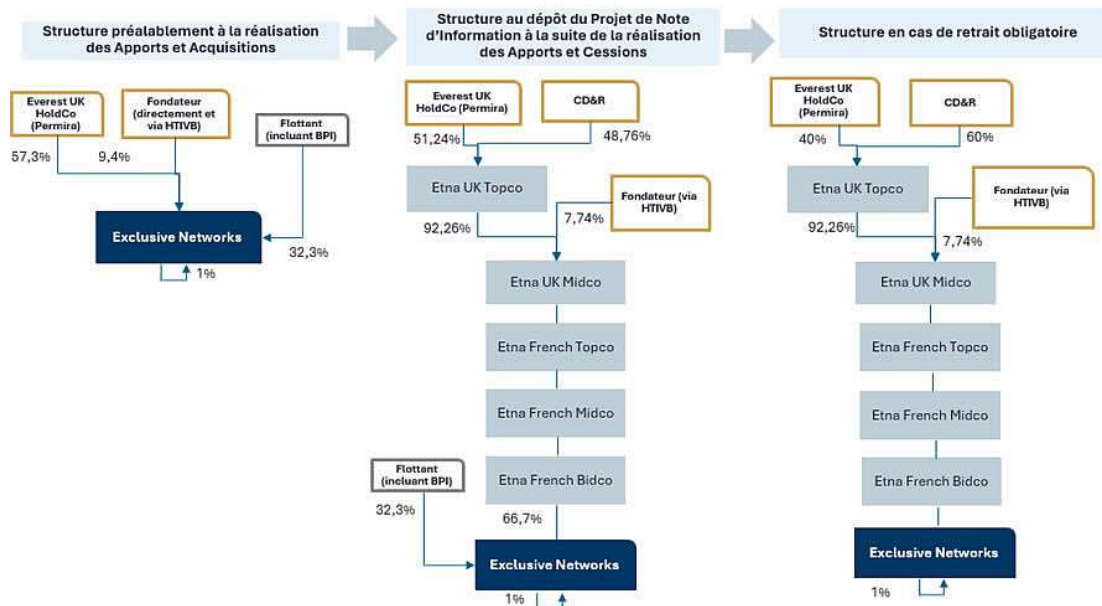 Structure préalablement à la réalisation
des Apports et Acquisitions
Structure au dépôt du Projet de Note
d'Information à la suite de la réalisation
des Apports et Cessions
Structure en cas de retrait obligatoire
Everest UK
HoldCo
(Permira)
57,3%
Fondateur
(directement et
via HTIVB)
9,4%
Flottant
(incluant BPI)
32,3%
Exclusive Networks
1%
Everest UK
HoldCo (Permira)
51,24%
CD&R
48,76%
Etna UK Topco
92,26%
Fondateur (via
HTIVB)
7,74%
Etna UK Midco
Etna French Topco
Etna French Midco
Etna French Bidco
Flottant
(incluant BPI)
32,3%
66,7%
Exclusive Networks
1%
Everest UK
HoldCo
(Permira)
40%
CD&R
60%
Etna UK Topco
92,26%
Fondateur (via
HTIVB)
7,74%
Etna UK Midco
Etna French Topco
Etna French Midco
Etna French Bidco
Exclusive Networks
1%